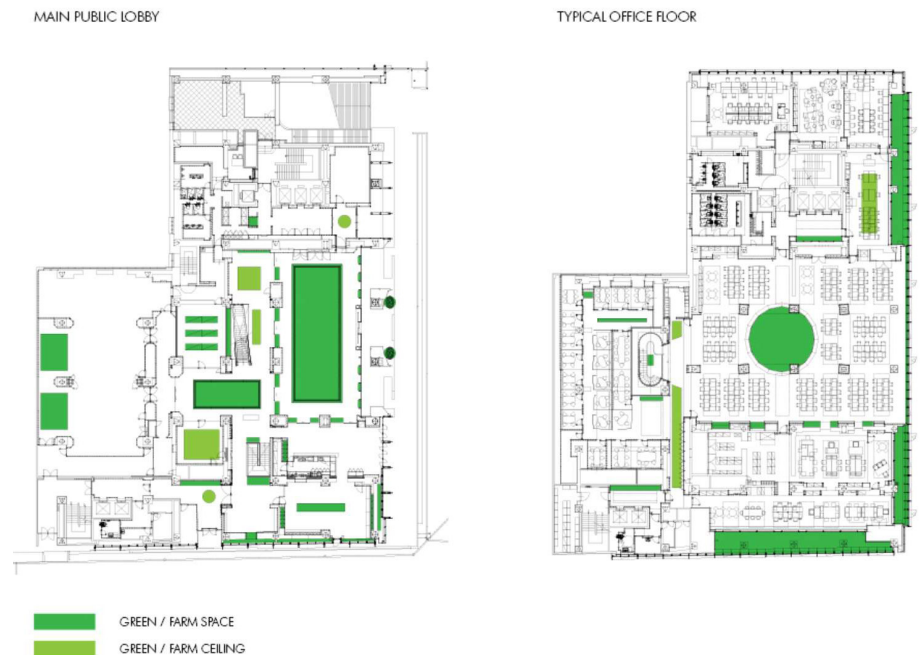 MAIN PUBLIC LOBBY
TYPICAL OFFICE FLOOR
GREEN / FARM SPACE
GREEN / FARM CEILING